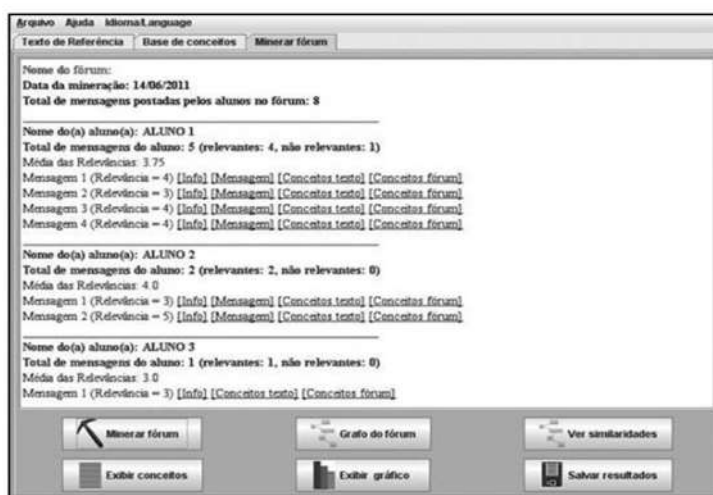 Arquivo Ajuda Idioma/Language
Texto de Referência Base de conceitos Minerar fórum
Nome do fórum:
Data da mineração: 14/06/2011
Total de mensagens postadas pelos alunos no fórum: 8
Nome do(a) aluno(a): ALUNO 1
Total de mensagens do aluno: 5 (relevantes: 4, não relevantes: 1)
Média das Relevâncias: 3.75
Mensagem 1 (Relevância = 4) [Info] [Mensagem] [Conceitos texto] [Conceitos fórum]
Mensagem 2 (Relevância = 3) [Info] [Mensagem] [Conceitos texto] [Conceitos fórum]
Mensagem 3 (Relevância = 4) [Info] [Mensagem] [Conceitos texto] [Conceitos fórum]
Mensagem 4 (Relevância = 4) [Info] [Mensagem] [Conceitos texto] [Conceitos fórum]
Nome do(a) aluno(a): ALUNO 2
Total de mensagens do aluno: 2 (relevantes: 2, não relevantes: 0)
Média das Relevâncias: 4.0
Mensagem 1 (Relevância = 3) [Info] [Mensagem] [Conceitos texto] [Conceitos fórum]
Mensagem 2 (Relevância = 5) [Info] [Mensagem] [Conceitos texto] [Conceitos fórum]
Nome do(a) aluno(a): ALUNO 3
Total de mensagens do aluno: 1 (relevantes: 1, não relevantes: 0)
Média das Relevâncias: 3.0
Mensagem 1 (Relevância = 3) [Info] [Conceitos texto] [Conceitos fórum]
Minerar fórum Grafo do fórum Ver similaridades
Exibir conceitos Exibir gráfico Salvar resultados